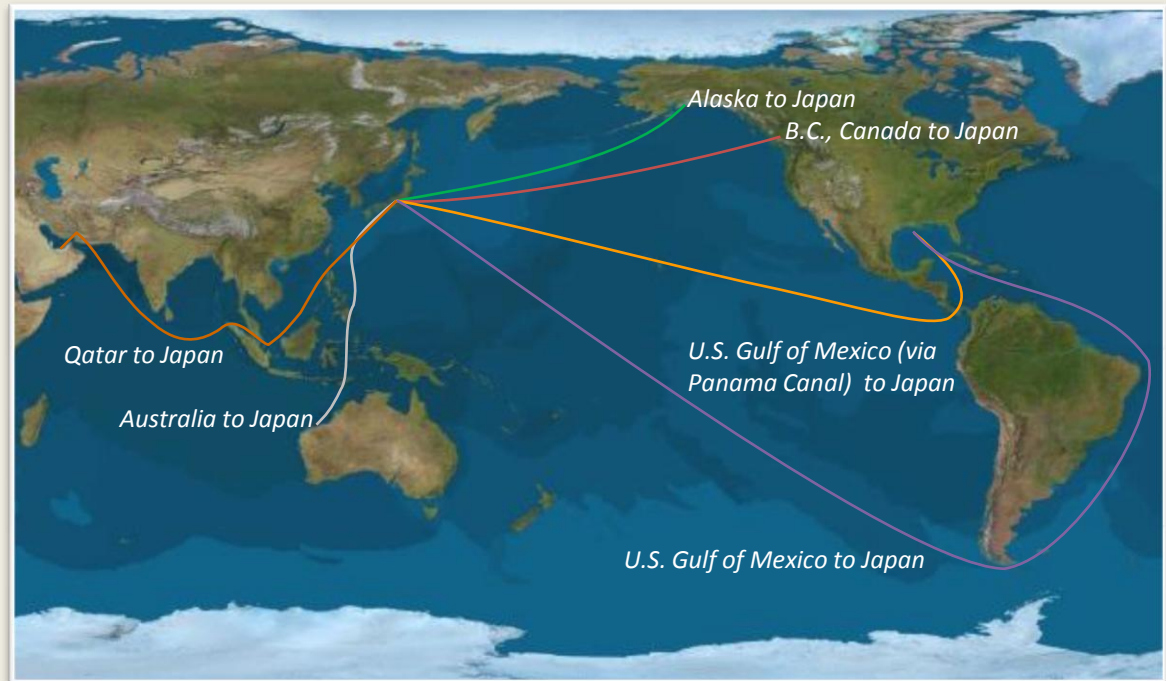 Alaska to Japan
B.C., Canada to Japan
Qatar to Japan
U.S. Gulf of Mexico (via
Panama Canal) to Japan
Australia to Japan
U.S. Gulf of Mexico to Japan